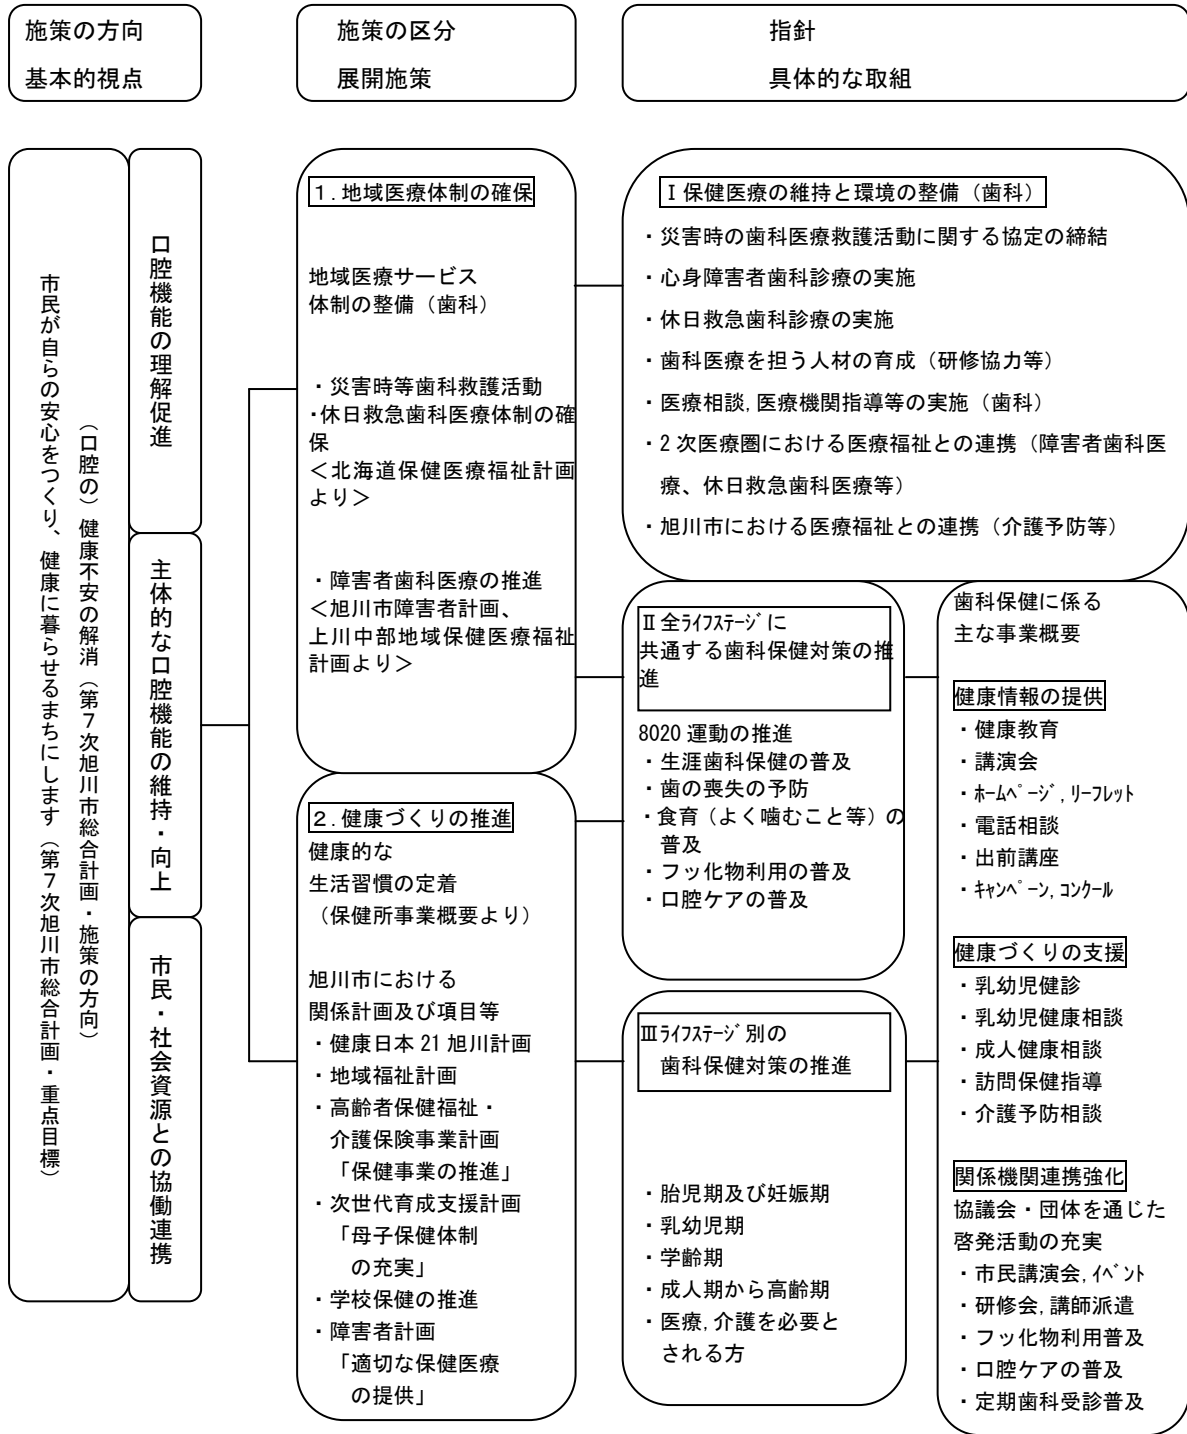 施策の方向
基本的視点
施策の区分
展開施策
指針
具体的な取組
（口腔の）健康不安の解消（第７次旭川市総合計画・施策の方向）
市民が自らの安心をつくり、健康に暮らせるまちにします（第７次旭川市総合計画・重点目標）
口腔機能の理解促進
主体的な口腔機能の維持・向上
市民・社会資源との協働連携
１.地域医療体制の確保
地域医療サービス
体制の整備（歯科）
・災害時等歯科救護活動
・休日救急歯科医療体制の確
保
＜北海道保健医療福祉計画
より＞
・障害者歯科医療の推進
＜旭川市障害者計画、
上川中部地域保健医療福祉
計画より＞
２.健康づくりの推進
健康的な
生活習慣の定着
（保健所事業概要より）
旭川市における
関係計画及び項目等
・健康日本 21 旭川計画
・地域福祉計画
・高齢者保健福祉・
介護保険事業計画
「保健事業の推進」
・次世代育成支援計画
「母子保健体制
の充実」
・学校保健の推進
・障害者計画
「適切な保健医療
の提供」
Ⅰ保健医療の維持と環境の整備（歯科）
・災害時の歯科医療救護活動に関する協定の締結
・心身障害者歯科診療の実施
・休日救急歯科診療の実施
・歯科医療を担う人材の育成（研修協力等）
・医療相談,医療機関指導等の実施（歯科）
・2 次医療圏における医療福祉との連携（障害者歯科医
療、休日救急歯科医療等）
・旭川市における医療福祉との連携（介護予防等）
Ⅱ全ﾗｲﾌｽﾃｰｼﾞに
共通する歯科保健対策の推
進
8020 運動の推進
・生涯歯科保健の普及
・歯の喪失の予防
・食育（よく噛むこと等）の
普及
・フッ化物利用の普及
・口腔ケアの普及
Ⅲﾗｲﾌｽﾃｰｼﾞ別の
歯科保健対策の推進
・胎児期及び妊娠期
・乳幼児期
・学齢期
・成人期から高齢期
・医療,介護を必要と
される方
歯科保健に係る
主な事業概要
健康情報の提供
・健康教育
・講演会
・ﾎｰﾑﾍﾟｰｼﾞ,ﾘｰﾌﾚｯﾄ
・電話相談
・出前講座
・ｷｬﾝﾍﾟｰﾝ,ｺﾝｸｰﾙ
健康づくりの支援
・乳幼児健診
・乳幼児健康相談
・成人健康相談
・訪問保健指導
・介護予防相談
関係機関連携強化
協議会・団体を通じた
啓発活動の充実
・市民講演会,ｲﾍﾞﾝﾄ
・研修会,講師派遣
・フッ化物利用普及
・口腔ケアの普及
・定期歯科受診普及